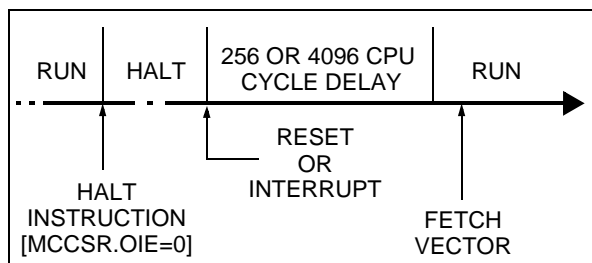 RUN
HALT
256 OR 4096 CPU
CYCLE DELAY
RUN
RESET
OR
INTERRUPT
HALT
INSTRUCTION
[MCCSR.OIE=0]
FETCH
VECTOR